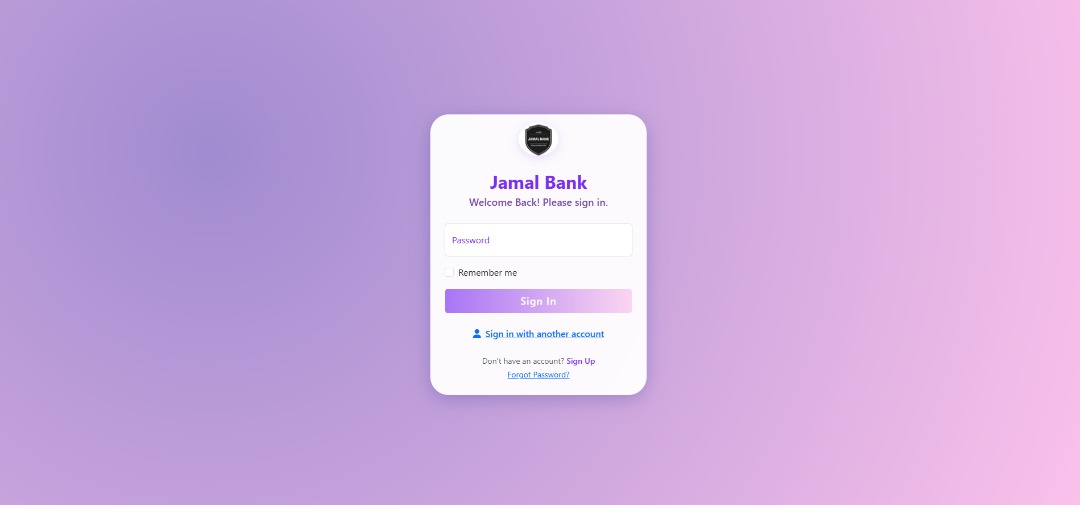 JAMAL BANK
Jamal Bank
Welcome Back! Please sign in.
Password
Remember me
Sign In
Sign in with another account
Don't have an account? Sign Up
Forgot Password?